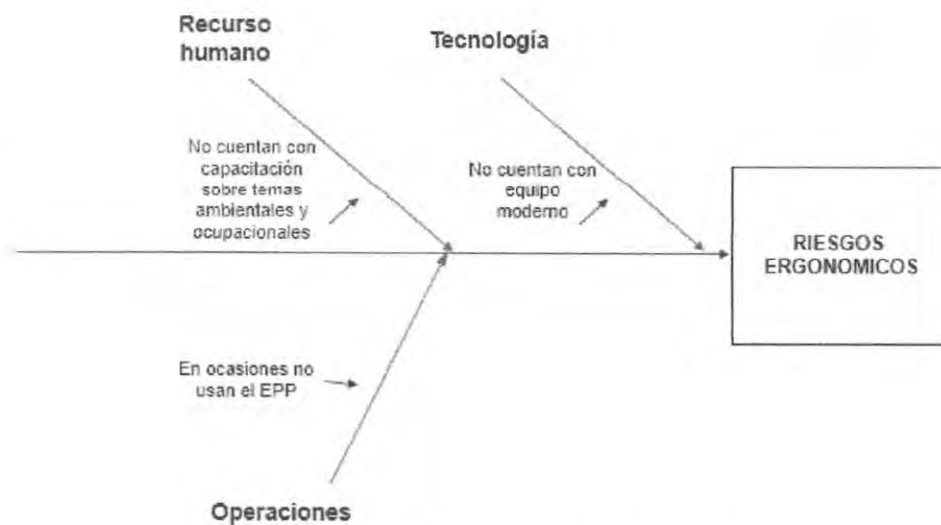 Recurso
humano
Tecnología
No cuentan con
capacitación
sobre temas
ambientales y
ocupacionales
No cuentan con
equipo
moderno
RIESGOS
ERGONOMICOS
En ocasiones no
usan el EPP
Operaciones